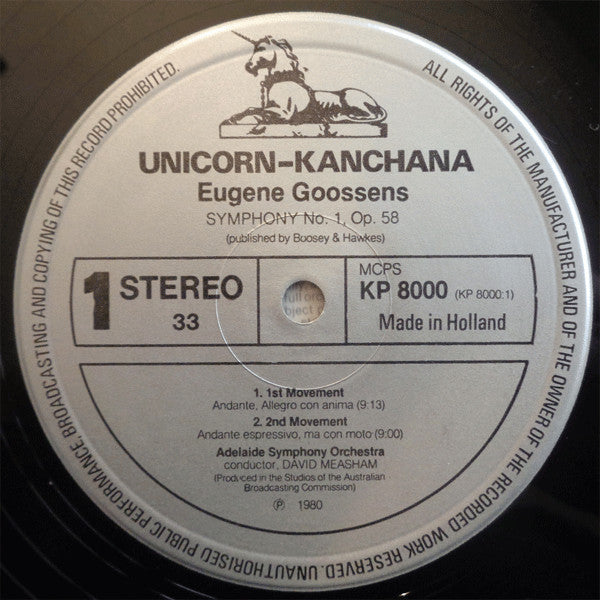 UNICORN-KANCHANA
Eugene Goossens
SYMPHONY No. 1, Op. 58
(published by Boosey & Hawkes)
1 STEREO
33
MCPS
KP 8000 (KP 8000:1)
Made in Holland
full orc
bject
1. 1st Movement
Andante, Allegro con anima (9:13)
2. 2nd Movement
Andante espressivo, ma con moto (9:00)
Adelaide Symphony Orchestra
conductor, DAVID MEASHAM
(Produced in the Studios of the Australian
Broadcasting Commission)
Ⓟ 1980
ALL RIGHTS OF THE MANUFACTURER AND OF THE OWNER OF THE RECORDED WORK RESERVED. UNAUTHORISED PUBLIC PERFORMANCE, BROADCASTING AND COPYING OF THIS RECORD PROHIBITED.